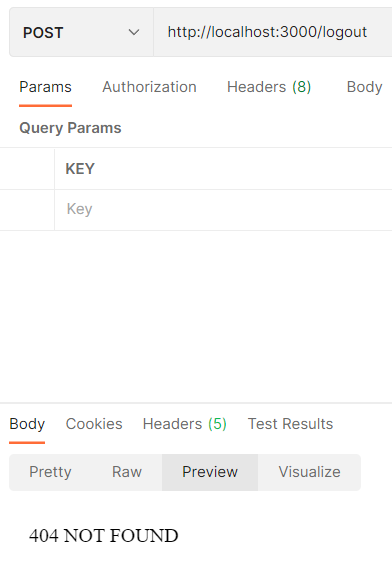 POST http://localhost:3000/logout
Params Authorization Headers (8) Body
Query Params
KEY
Key
Body Cookies Headers (5) Test Results
Pretty Raw Preview Visualize
404 NOT FOUND